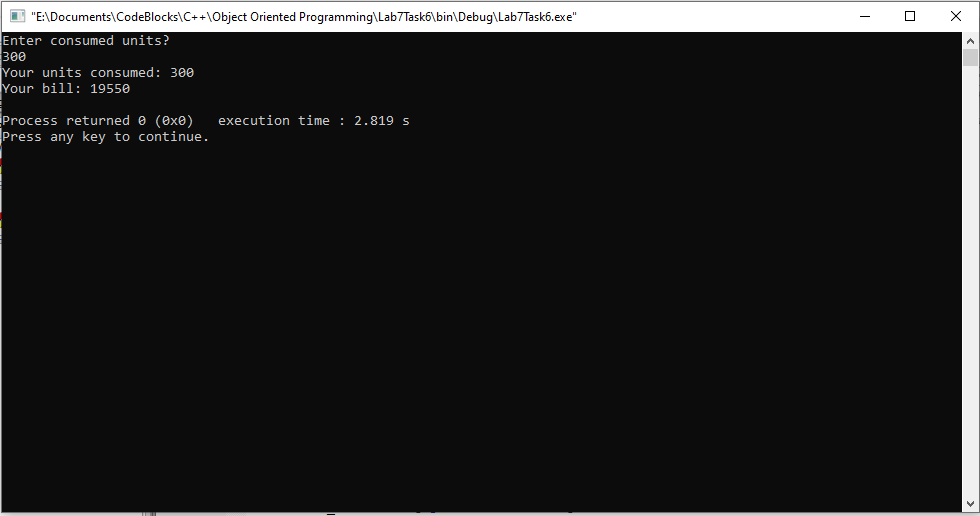 "E:\Documents\CodeBlocks\C++\Object Oriented Programming\Lab7Task6\bin\Debug\Lab7Task6.exe"
Enter consumed units?
300
Your units consumed: 300
Your bill: 19550
Process returned 0 (0x0)   execution time : 2.819 s
Press any key to continue.